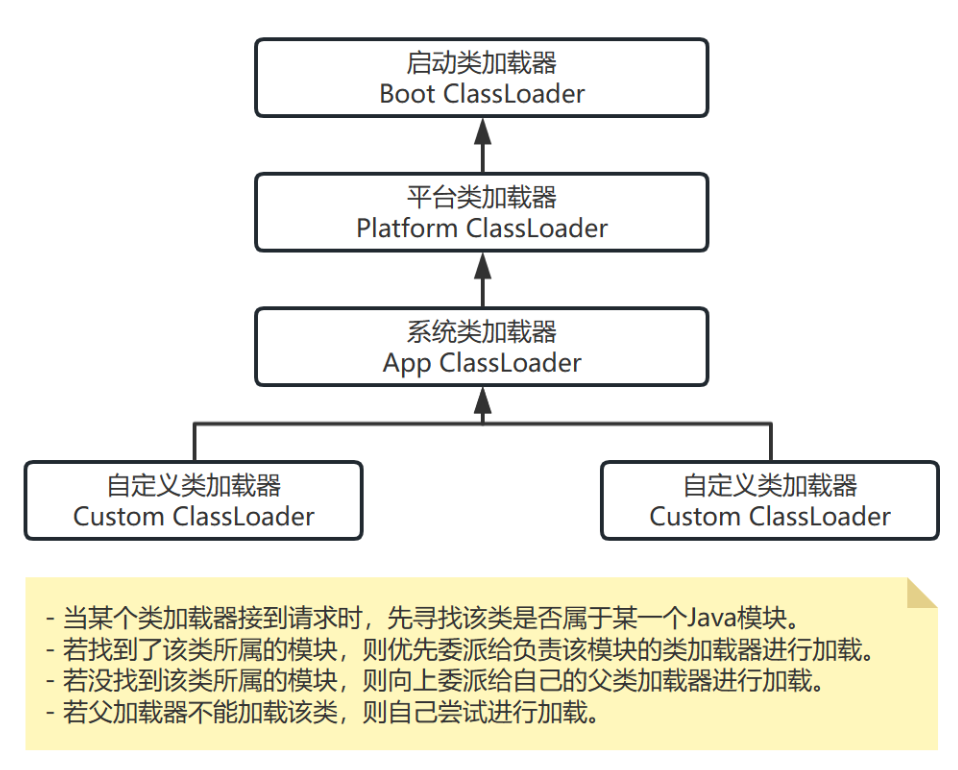 启动类加载器
Boot ClassLoader
平台类加载器
Platform ClassLoader
系统类加载器
App ClassLoader
自定义类加载器
Custom ClassLoader
自定义类加载器
Custom ClassLoader
- 当某个类加载器接到请求时，先寻找该类是否属于某一个Java模块。
- 若找到了该类所属的模块，则优先委派给负责该模块的类加载器进行加载。
- 若没找到该类所属的模块，则向上委派给自己的父类加载器进行加载。
- 若父加载器不能加载该类，则自己尝试进行加载。